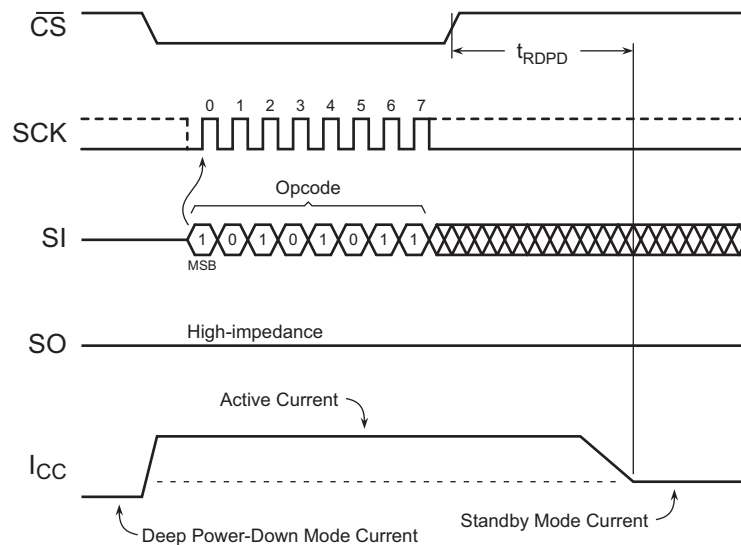 CS
tRDPD
0 1 2 3 4 5 6 7
SCK
Opcode
SI 1 0 1 0 1 0 1 1
MSB
High-impedance
SO
Active Current
ICC
Standby Mode Current
Deep Power-Down Mode Current